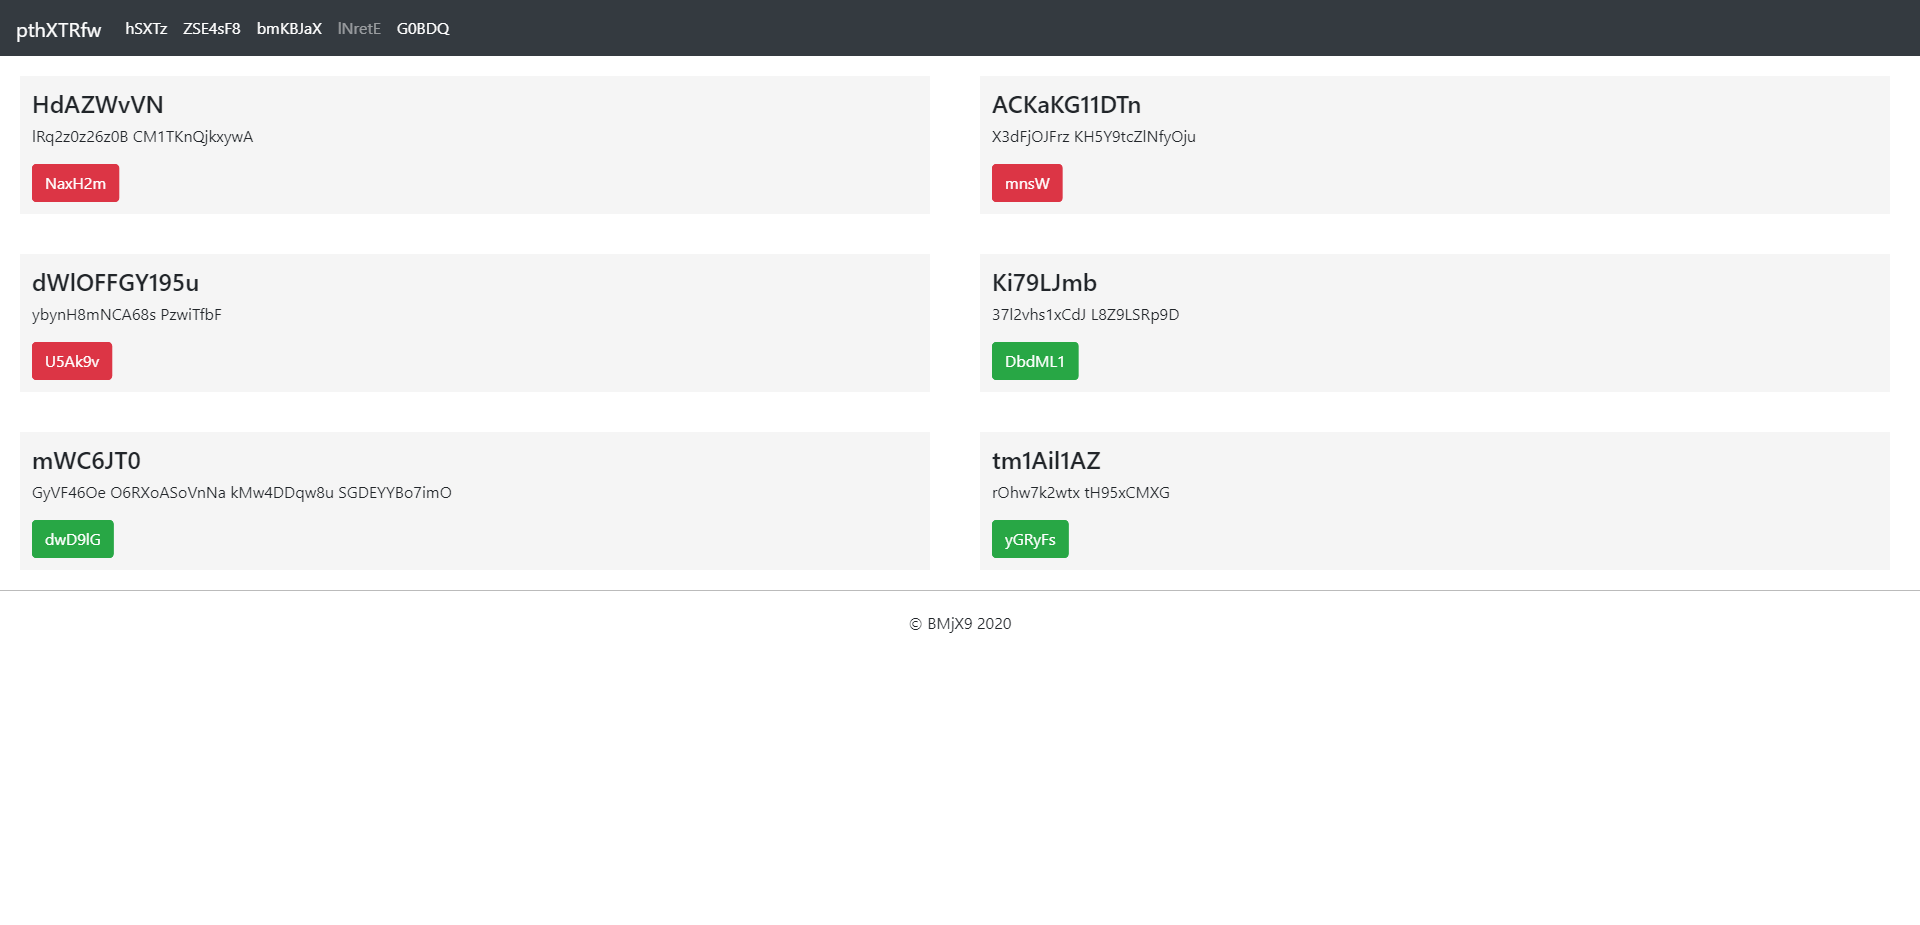 pthXTRfw hSXTz ZSE4sF8 bmKBJaX lNretE G0BDQ
HdAZWvVN
lRq2z0z26z0B CM1TKnQjkxywA
NaxH2m
ACKaKG11DTn
X3dFjOJFrz KH5Y9tcZlNfyOju
mnsW
dWlOFFGY195u
ybynH8mNCA68s PzwiTfbF
U5Ak9v
Ki79LJmb
37l2vhs1xCdJ L8Z9LSRp9D
DbdML1
mWC6JT0
GyVF46Oe O6RXoASoVnNa kMw4DDqw8u SGDEYYBo7imO
dwD9lG
tm1Ail1AZ
rOhw7k2wtx tH95xCMXG
yGRyFs
© BMjX9 2020